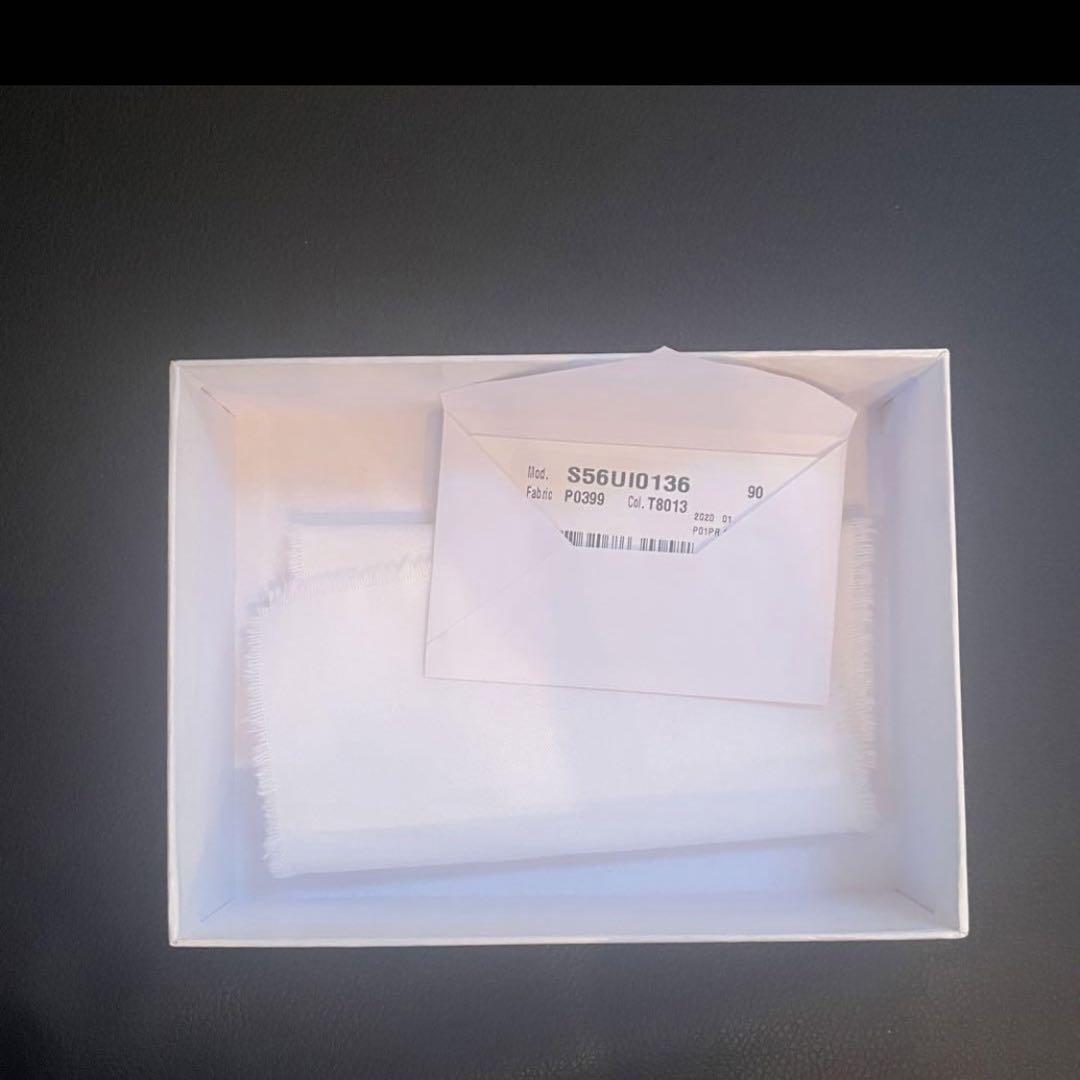 Mod. S56UI0136 90
Fabric P0399 Col. T8013
2020 01
P01PR